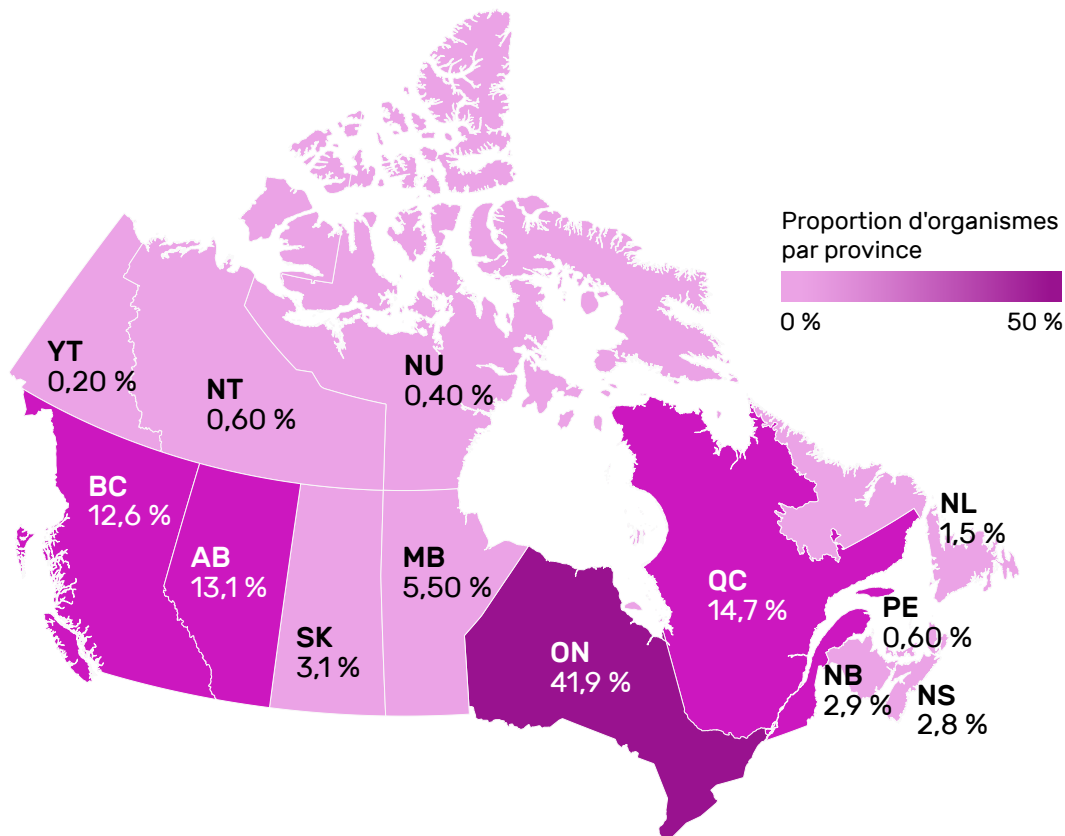 Proportion d'organismes
par province
0 %
50 %
YT
0,20 %
NT
0,60 %
NU
0,40 %
BC
12,6 %
AB
13,1 %
SK
3,1 %
MB
5,50 %
ON
41,9 %
QC
14,7 %
NL
1,5 %
PE
0,60 %
NB
2,9 %
NS
2,8 %